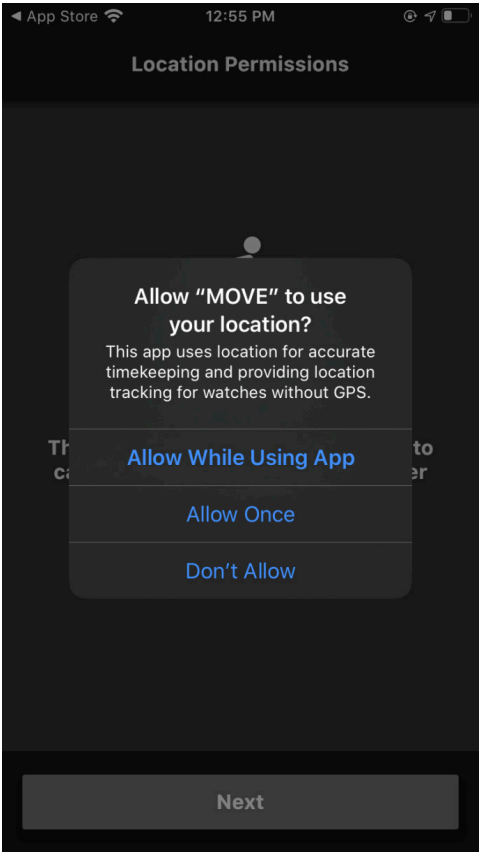 ◀ App Store 12:55 PM
Location Permissions
Allow “MOVE” to use
your location?
This app uses location for accurate
timekeeping and providing location
tracking for watches without GPS.
Allow While Using App
to
Allow Once
Don’t Allow
Next